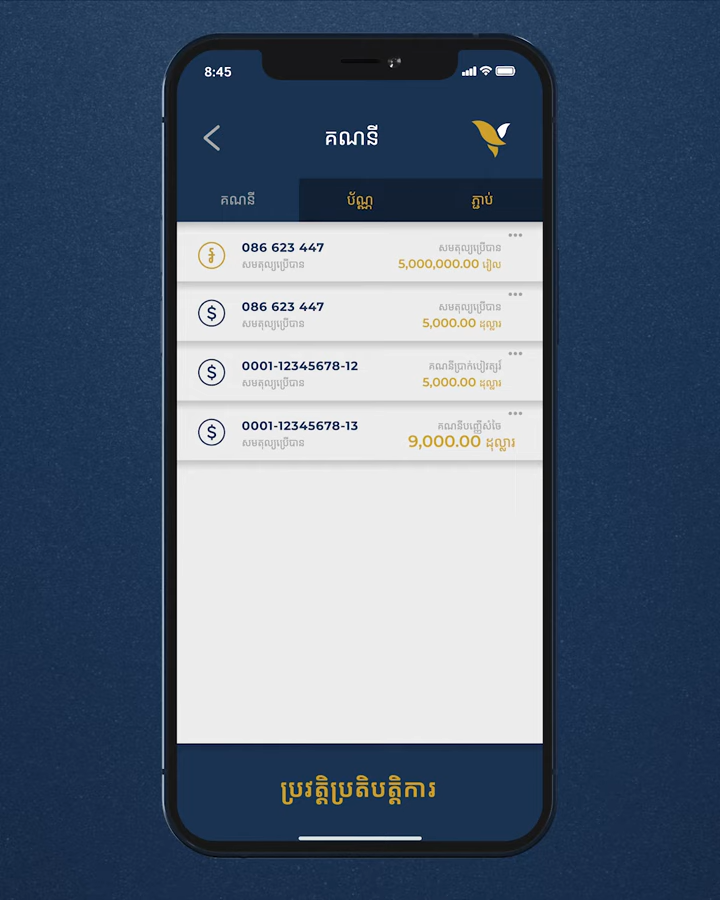 8:45
គណនី
គណនី
ប័ណ្ណ
ភ្ជាប់
086 623 447
សមតុល្យប្រើបាន
សមតុល្យប្រើបាន
5,000,000.00 រៀល
086 623 447
សមតុល្យប្រើបាន
សមតុល្យប្រើបាន
5,000.00 ដុល្លារ
0001-12345678-12
សមតុល្យប្រើបាន
គណនីប្រាក់បៀវត្សរ៍
5,000.00 ដុល្លារ
0001-12345678-13
សមតុល្យប្រើបាន
គណនីបញ្ញើសំចៃ
9,000.00 ដុល្លារ
ប្រវត្តិប្រតិបត្តិការ